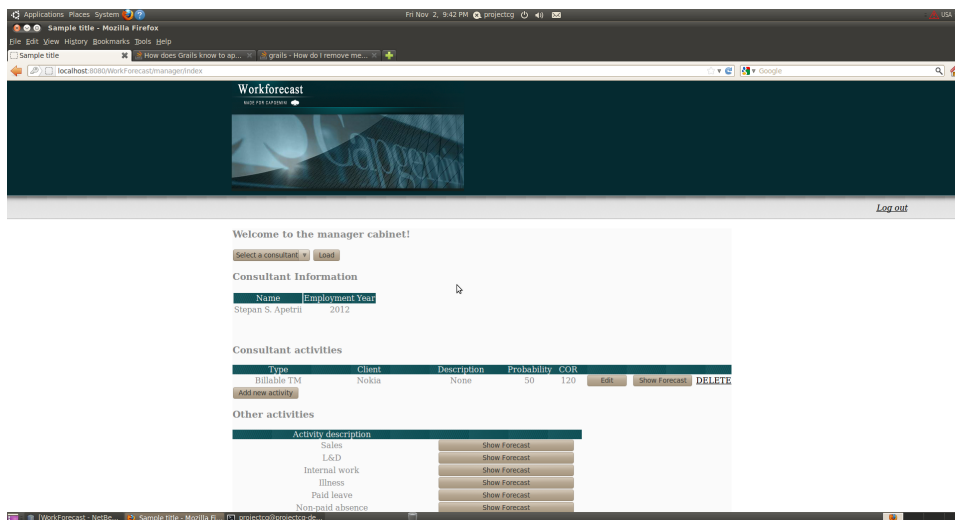 Applications Places System
Fri Nov 2, 9:42 PM projectcg
USA
Sample title - Mozilla Firefox
File Edit View History Bookmarks Tools Help
Sample title
How does Grails know to ap...
grails - How do I remove me...
localhost:8080/WorkForecast/manager/index
Google
Workforecast
MADE FOR CAPGEMINI
Capgemini
Log out
Welcome to the manager cabinet!
Select a consultant Load
Consultant Information
Name Employment Year
Stepan S. Apetrii 2012
Consultant activities
Type Client Description Probability COR
Billable TM Nokia None 50 120 Edit Show Forecast DELETE
Add new activity
Other activities
Activity description
Sales Show Forecast
L&D Show Forecast
Internal work Show Forecast
Illness Show Forecast
Paid leave Show Forecast
Non-paid absence Show Forecast
[WorkForecast - NetBe... Sample title - Mozilla Fi... projectcg@projectcg-de...